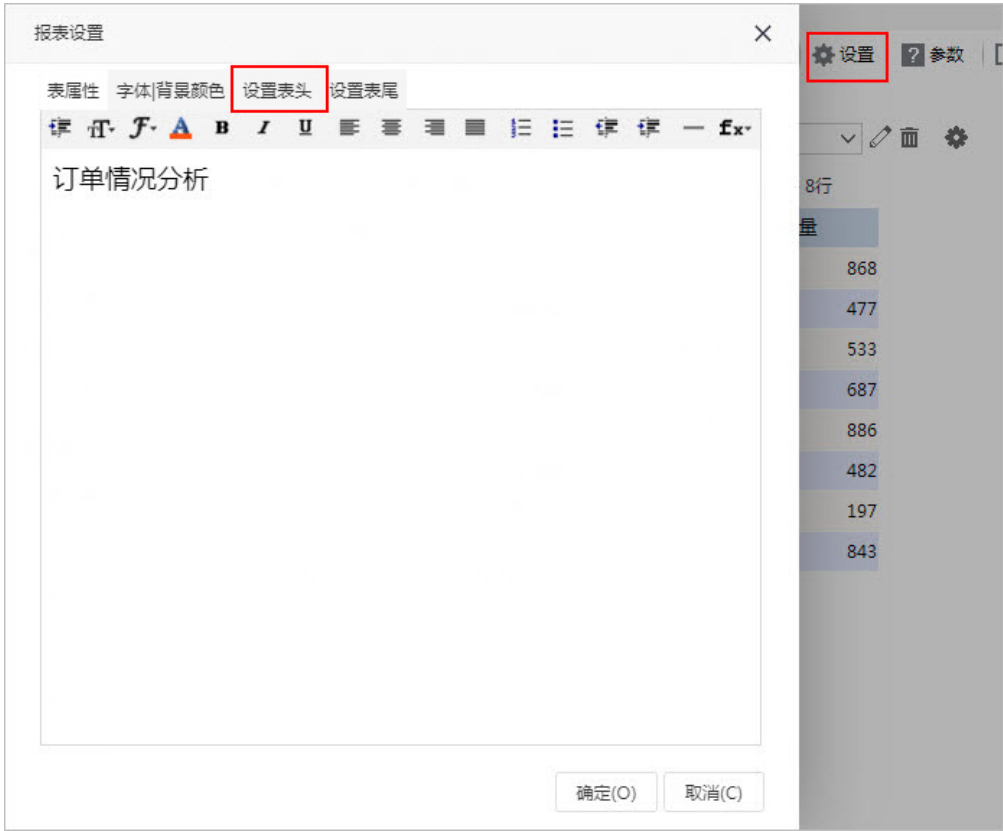 报表设置
设置 参数
表属性 字体|背景颜色 设置表头 设置表尾
订单情况分析
8行
量
868
477
533
687
886
482
197
843
确定(O) 取消(C)